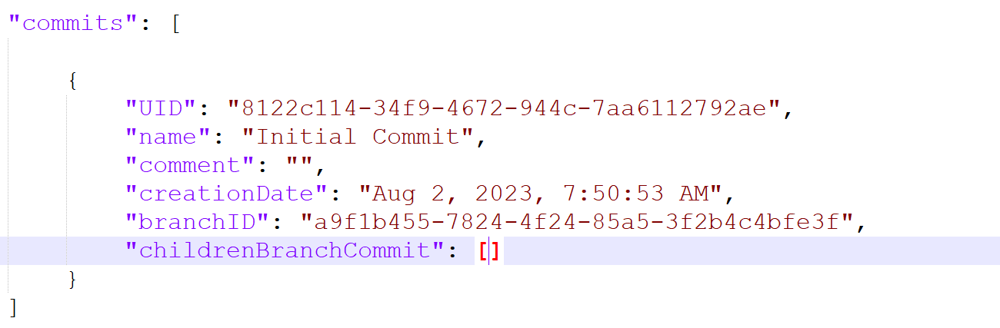 "commits": [
{
"UID": "8122c114-34f9-4672-944c-7aa6112792ae",
"name": "Initial Commit",
"comment": "",
"creationDate": "Aug 2, 2023, 7:50:53 AM",
"branchID": "a9f1b455-7824-4f24-85a5-3f2b4c4bfe3f",
"childrenBranchCommit": []
}
]